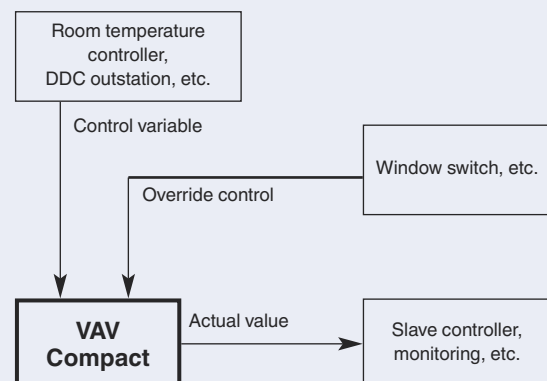 Room temperature
controller,
DDC outstation, etc.
Control variable
Window switch, etc.
Override control
VAV
Compact
Actual value
Slave controller,
monitoring, etc.